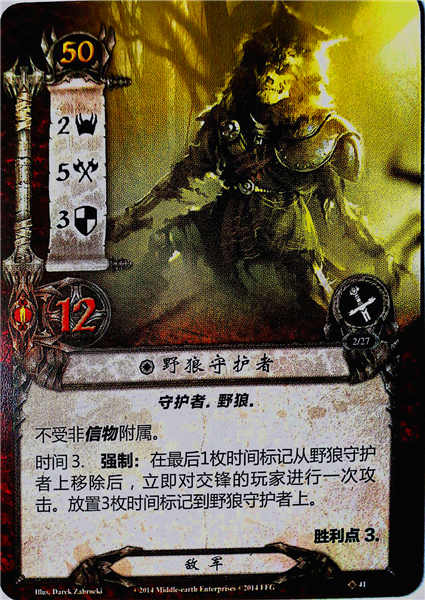 50
2
5
3
12
2/27
野狼守护者
守护者. 野狼.
不受非信物附属。
时间 3. 强制：在最后1枚时间标记从野狼守护
者上移除后，立即对交锋的玩家进行一次攻
击。放置3枚时间标记到野狼守护者上。
胜利点 3.
敌军
Illus. Darek Zabrocki
©2014 Middle-earth Enterprises ©2014 FFG
41